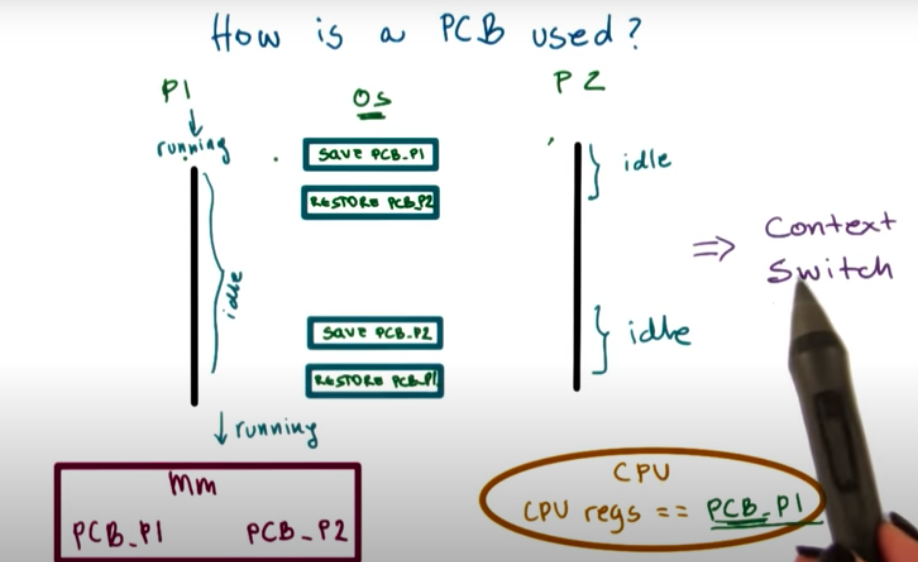 How is a PCB used?
P1
OS
P2
running
SAVE PCB_P1
idle
RESTORE PCB_P2
Context
Switch
idle
SAVE PCB_P2
idle
RESTORE PCB_P1
running
mm
PCB_P1 PCB_P2
CPU
CPU regs == PCB_P1